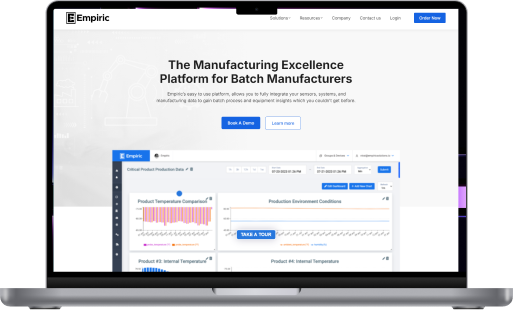 Empiric
Solutions Resources Company Contact us Login Order Now
The Manufacturing Excellence
Platform for Batch Manufacturers
Empiric's easy to use platform, allows you to fully integrate your sensors, systems, and
manufacturing data to gain batch process and equipment insights which you couldn't get before.
Book A Demo Learn more
Empiric
Critical Product Production Data
Product Temperature Comparison
Production Environment Conditions
TAKE A TOUR
Product #3: Internal Temperature
Product #4: Internal Temperature